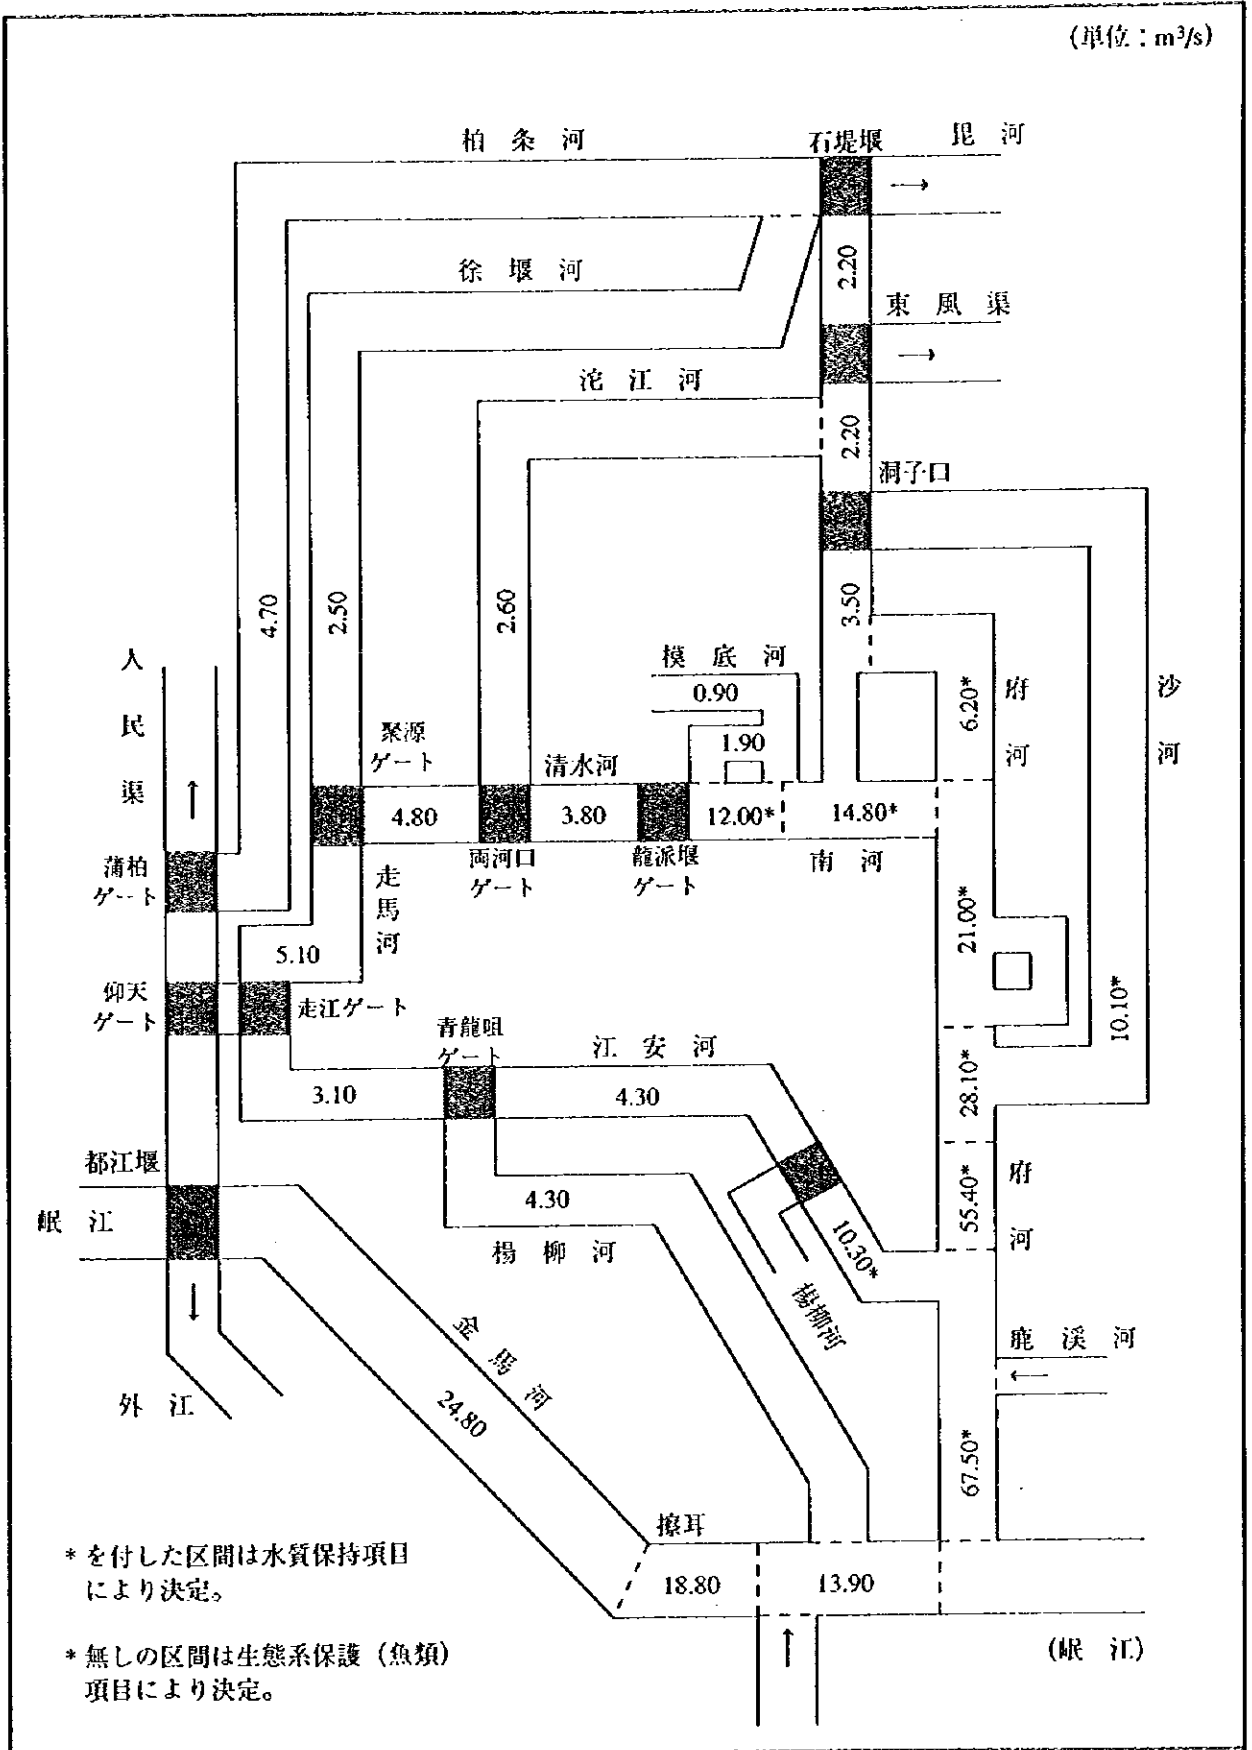 (単位：m³/s)
柏 条 河
石堤堰
毘 河
→
2.20
徐 堰 河
東 風 渠
→
沱 江 河
2.20
洞子口
4.70
2.50
2.60
3.50
人民渠
↑
模 底 河
0.90
1.90
6.20*
府河
沙河
聚源
ゲート
清水河
4.80
3.80
12.00*
14.80*
両河口
ゲート
龍派堰
ゲート
南 河
蒲柏
ゲート
走馬河
21.00*
5.10
仰天
ゲート
走江ゲート
10.10*
青龍咀
ゲート
江 安 河
3.10
4.30
28.10*
都江堰
岷 江
4.30
楊 柳 河
55.40*
府河
10.30*
楊柳河
↓
金馬河
鹿 溪 河
←
外 江
24.80
67.50*
擦耳
18.80
13.90
* を付した区間は水質保持項目
により決定。
↑
(岷 江)
* 無しの区間は生態系保護（魚類）
項目により決定。